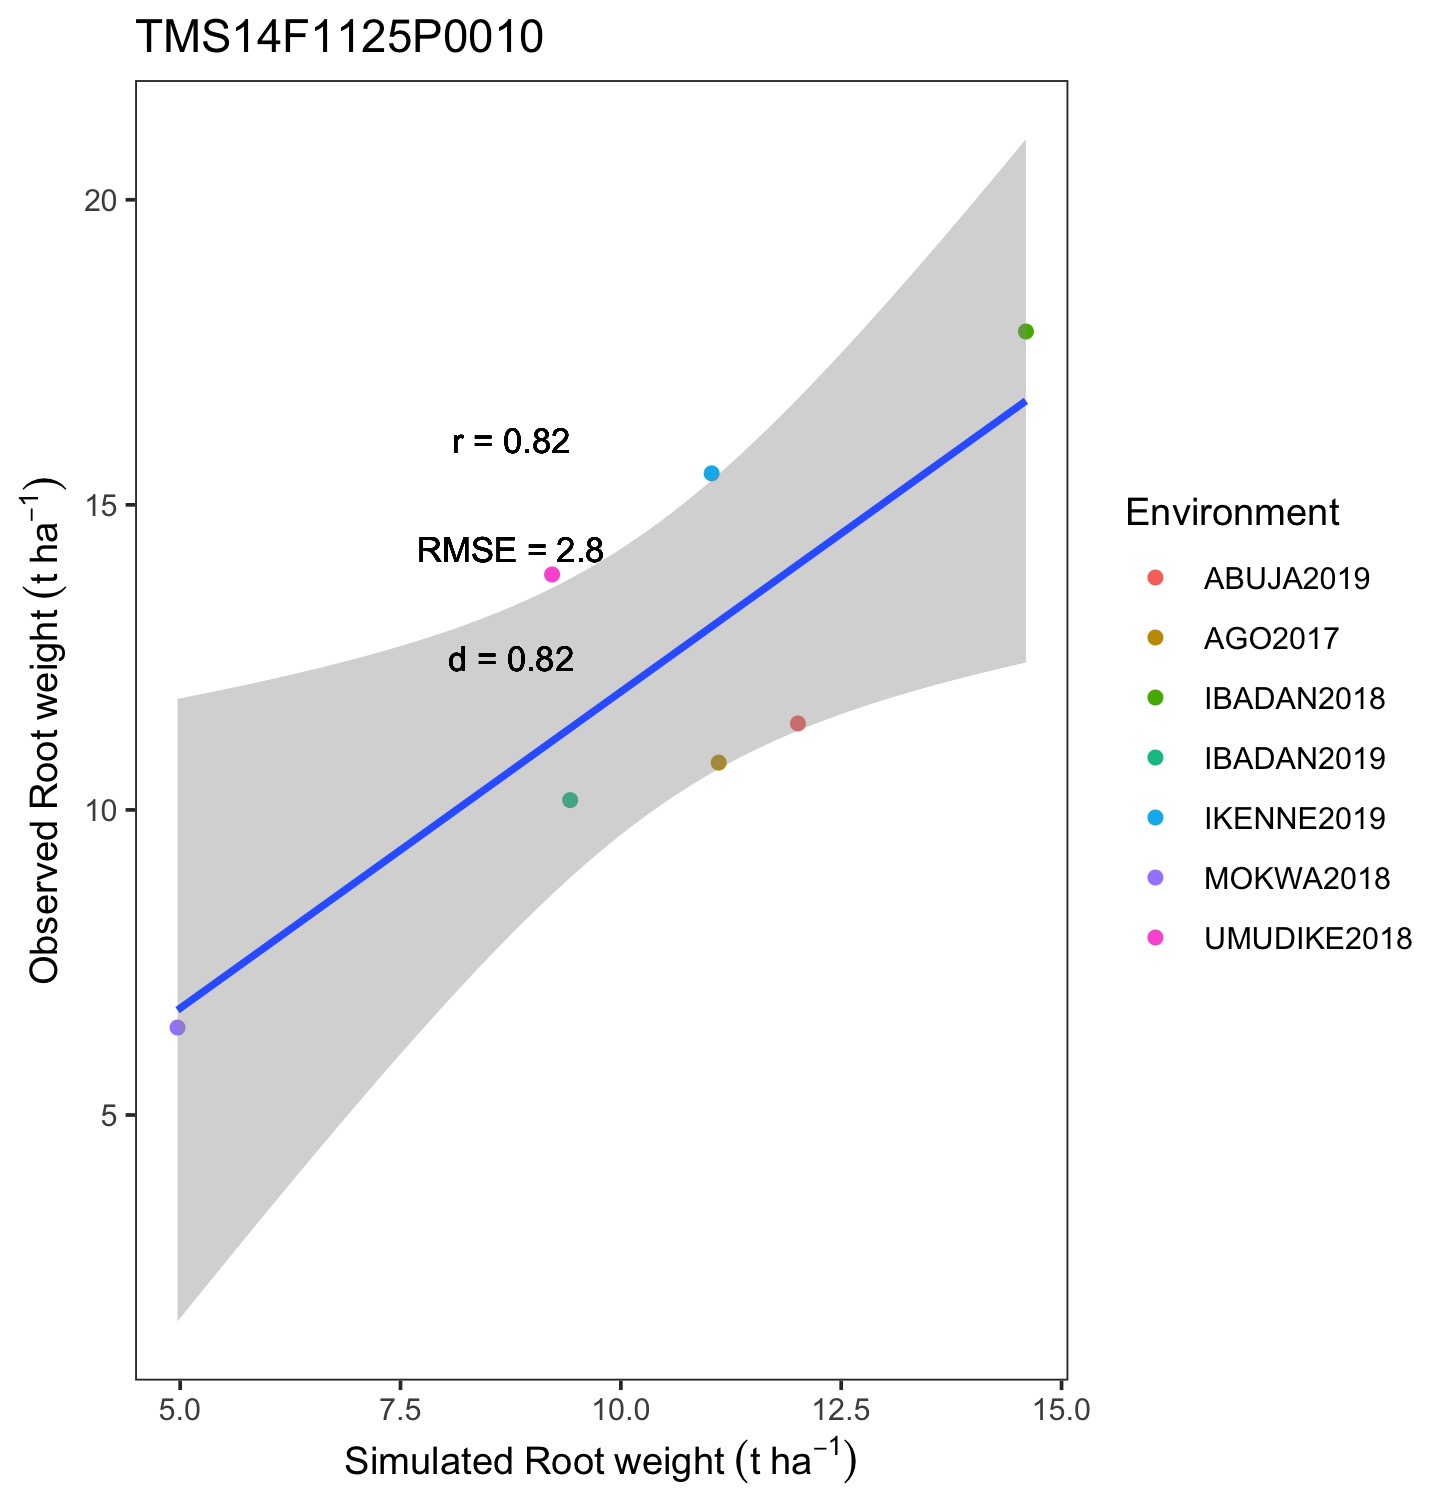 TMS14F1125P0010
20
15
10
5
Observed Root weight (t ha⁻¹)
r = 0.82
RMSE = 2.8
d = 0.82
5.0
7.5
10.0
12.5
15.0
Simulated Root weight (t ha⁻¹)
Environment
ABUJA2019
AGO2017
IBADAN2018
IBADAN2019
IKENNE2019
MOKWA2018
UMUDIKE2018